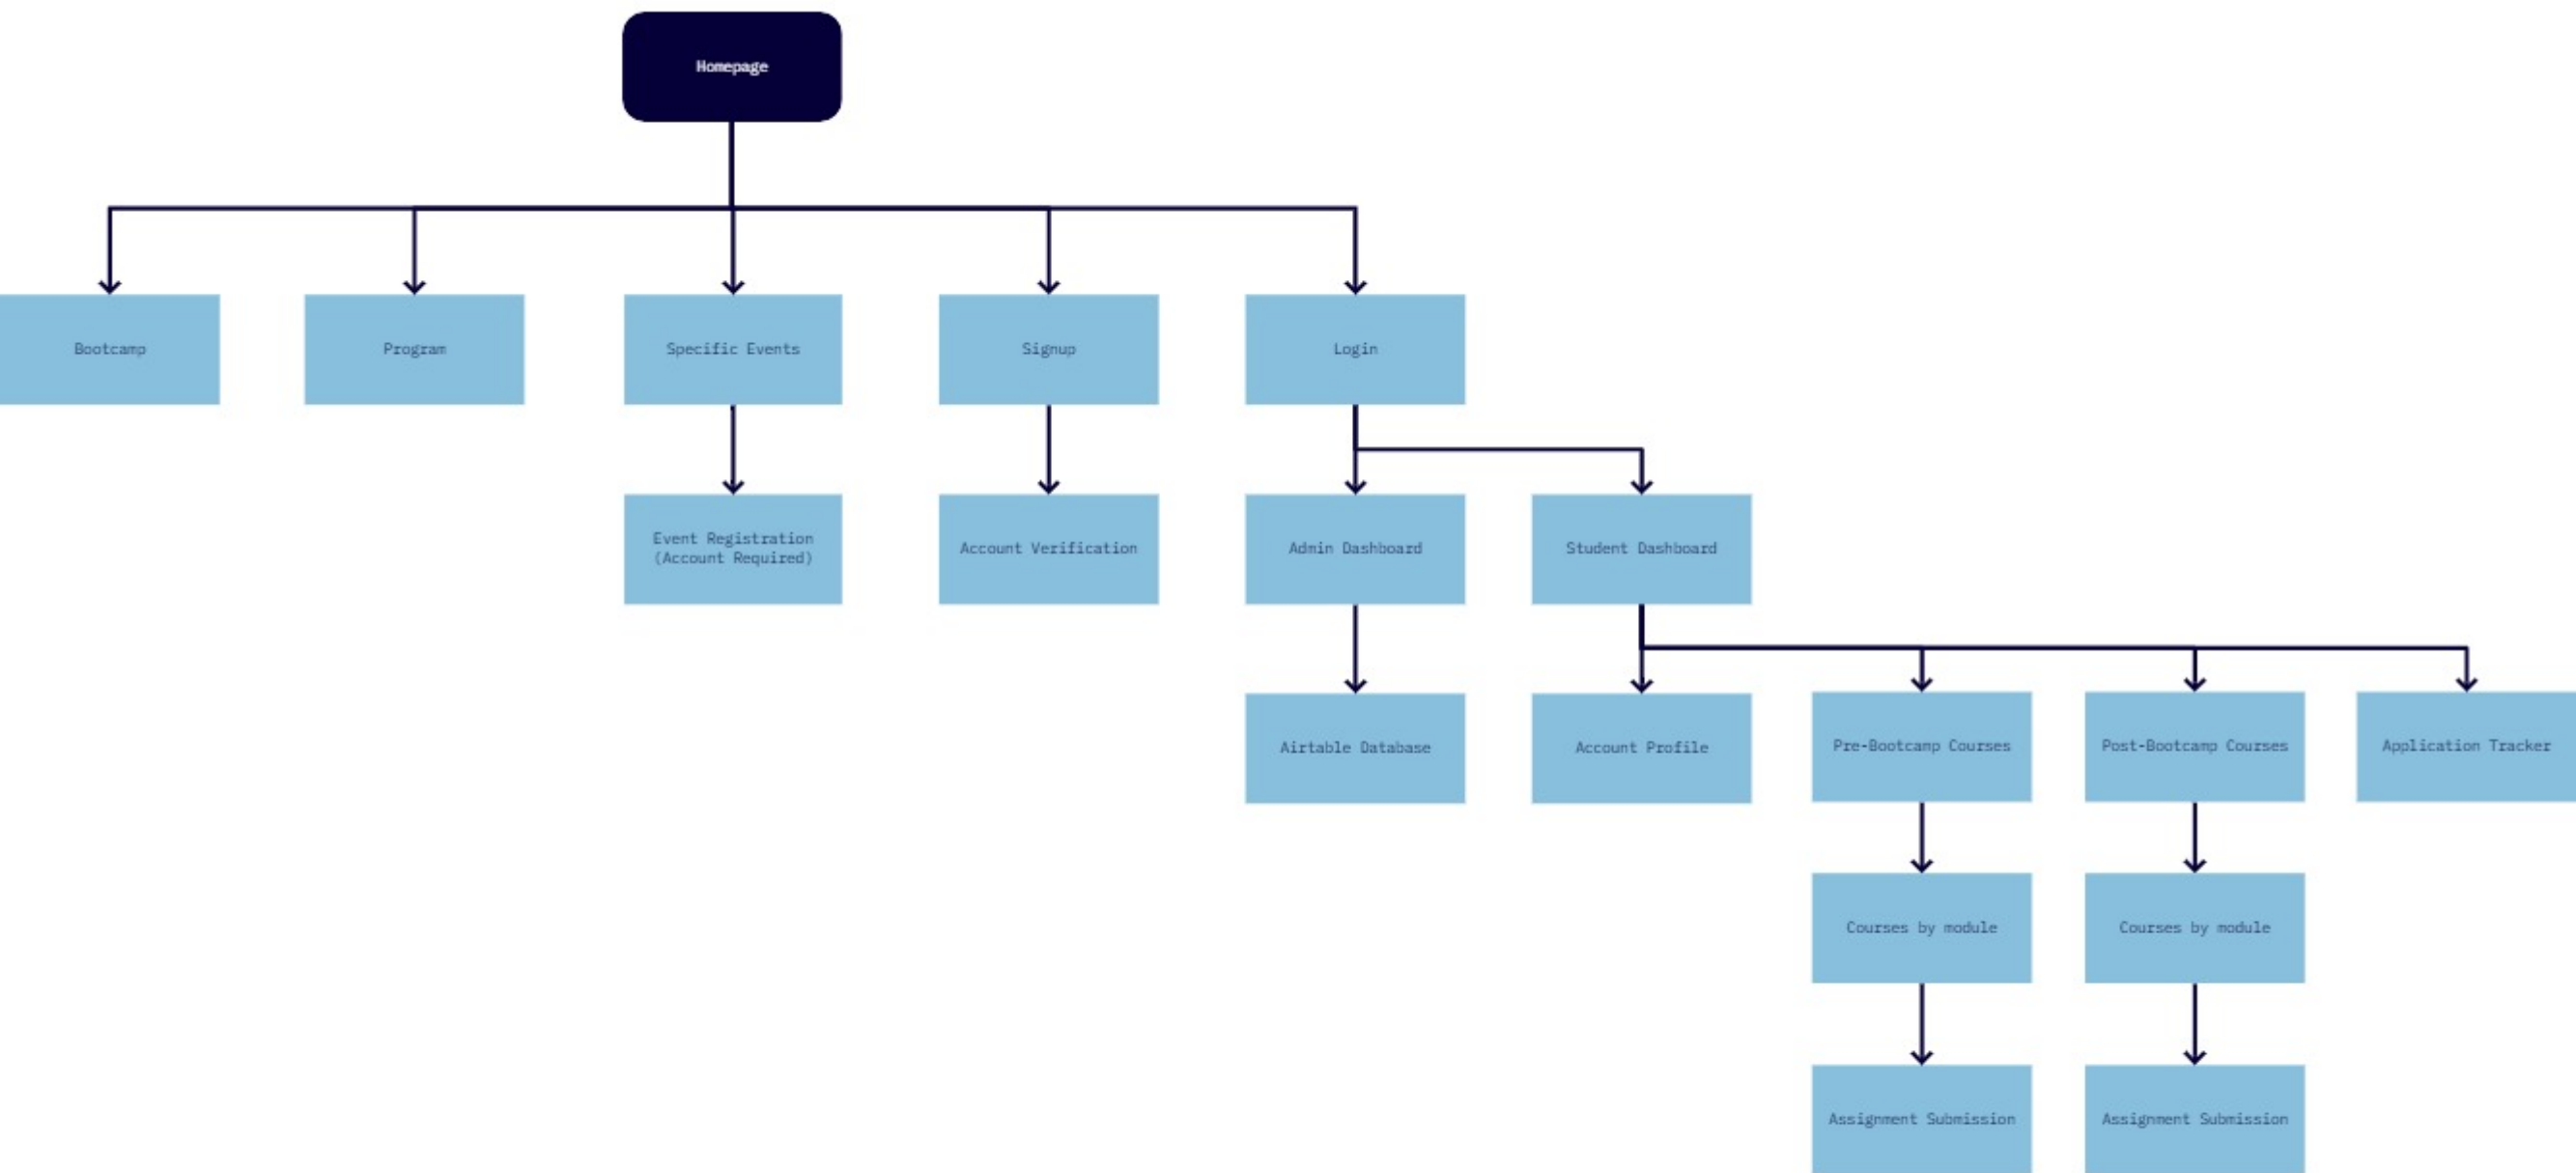 Homepage
Bootcamp
Program
Specific Events
Signup
Login
Event Registration
(Account Required)
Account Verification
Admin Dashboard
Student Dashboard
Airtable Database
Account Profile
Pre-Bootcamp Courses
Post-Bootcamp Courses
Application Tracker
Courses by module
Courses by module
Assignment Submission
Assignment Submission